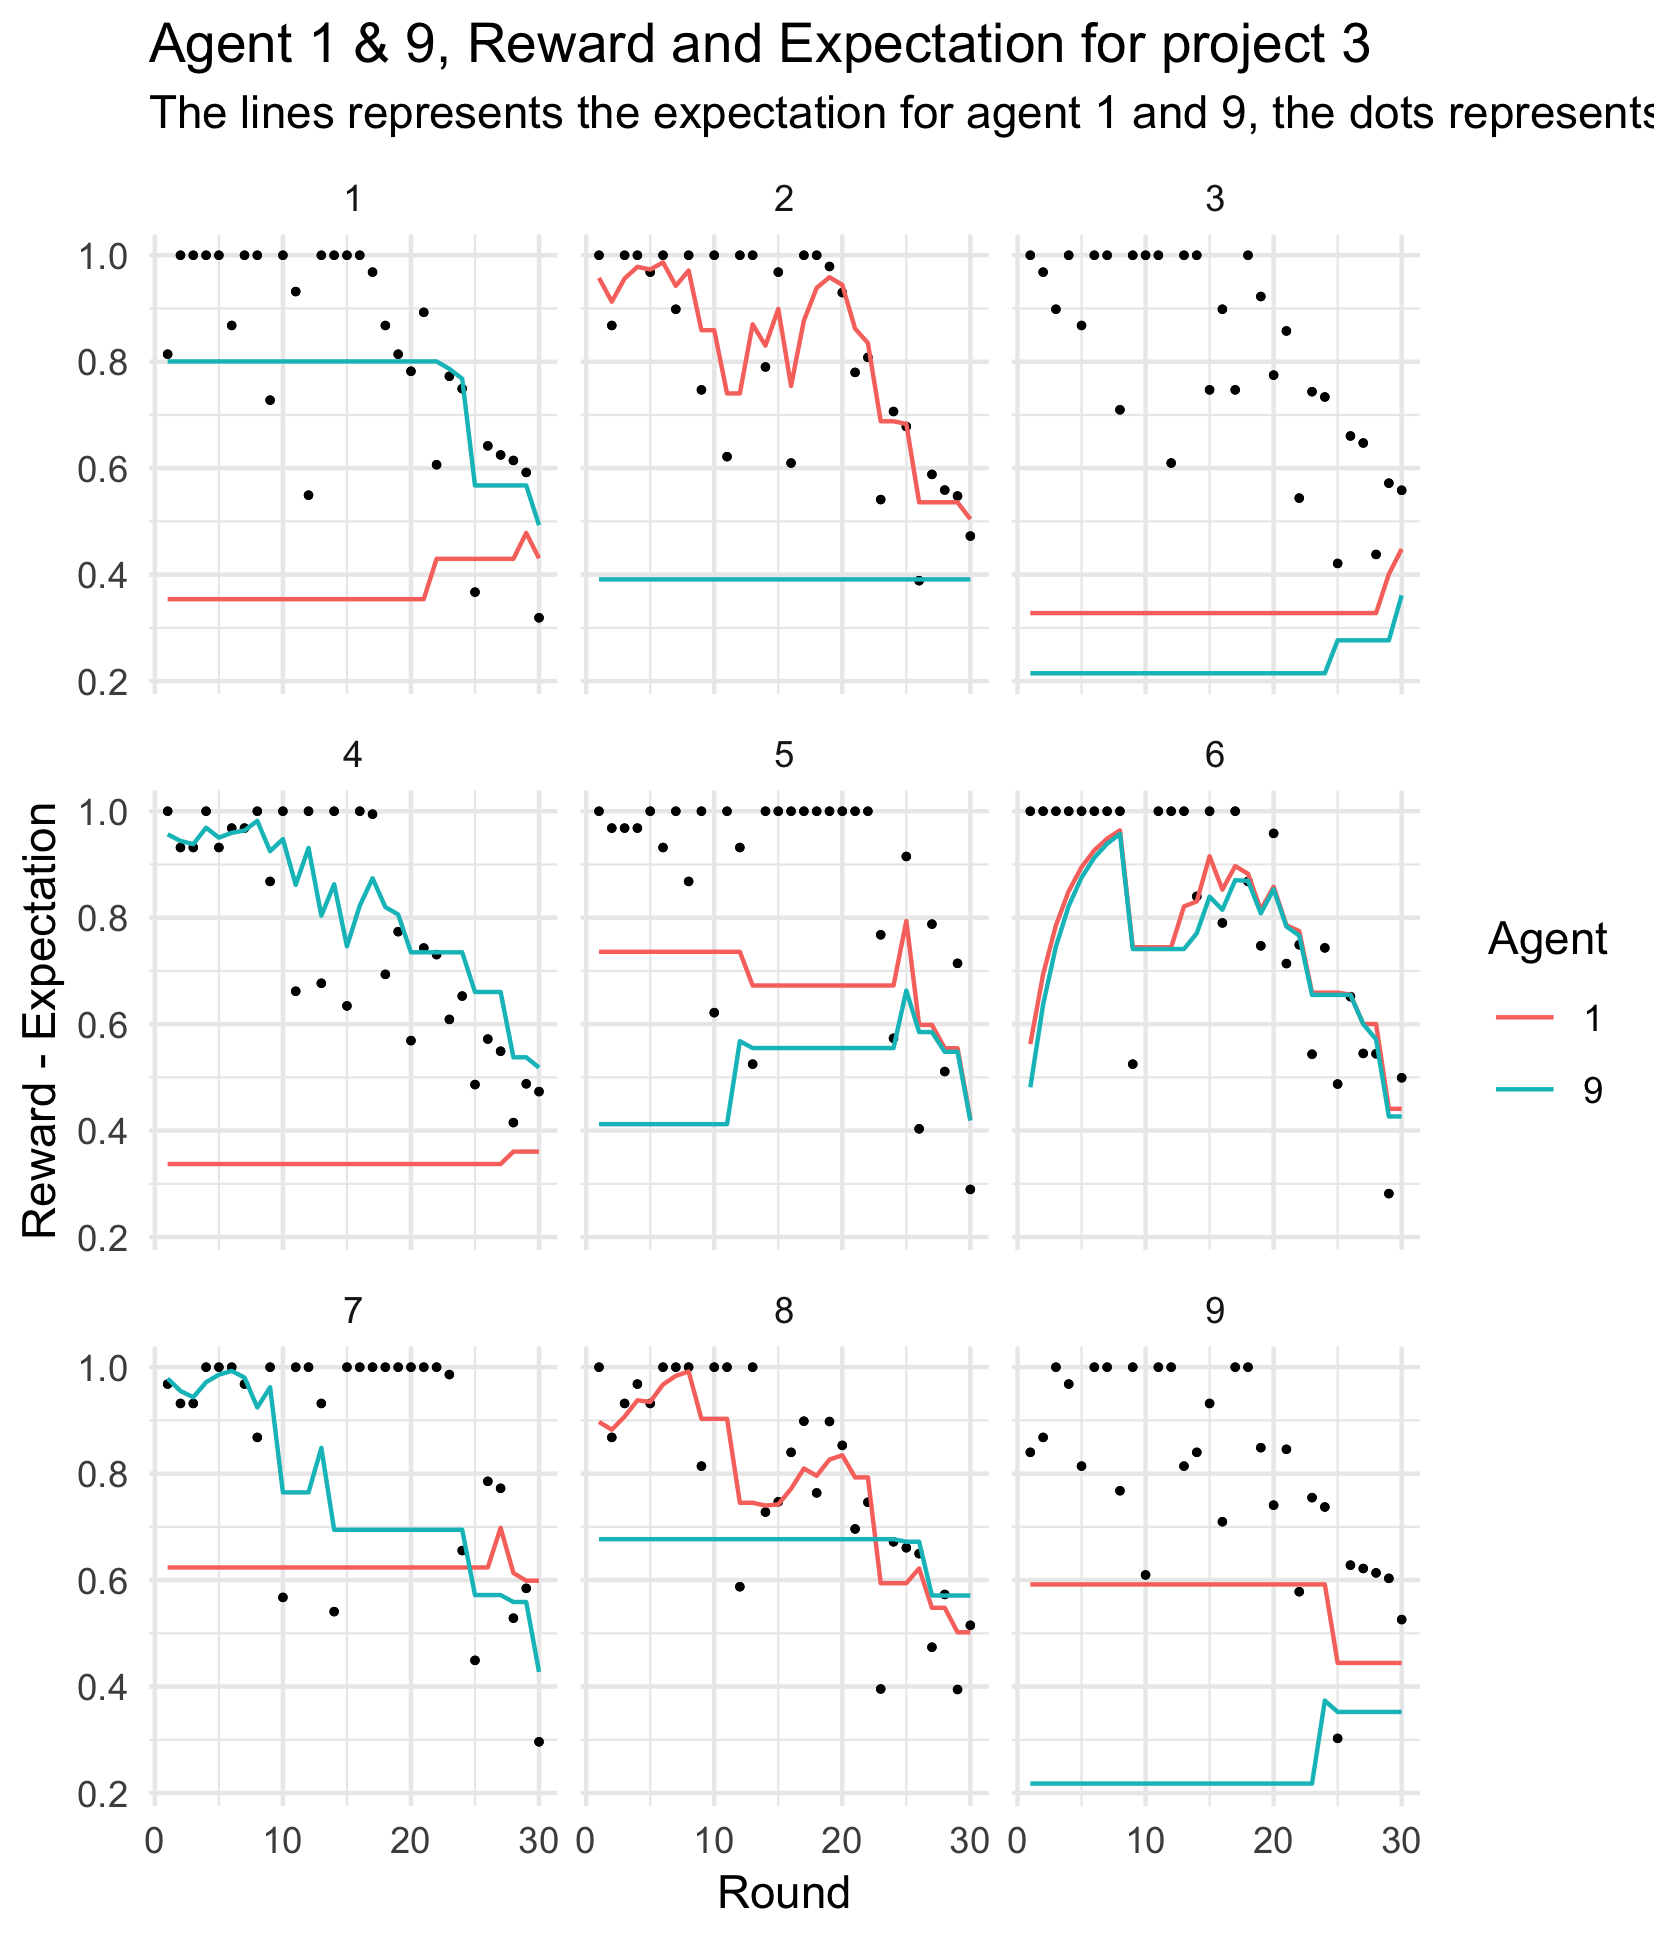 Agent 1 & 9, Reward and Expectation for project 3
The lines represents the expectation for agent 1 and 9, the dots represents
1 2 3
1.0
0.8
0.6
0.4
0.2
4 5 6
1.0
0.8
0.6
0.4
0.2
7 8 9
1.0
0.8
0.6
0.4
0.2
0 10 20 30 0 10 20 30 0 10 20 30
Round
Reward - Expectation
Agent
1
9